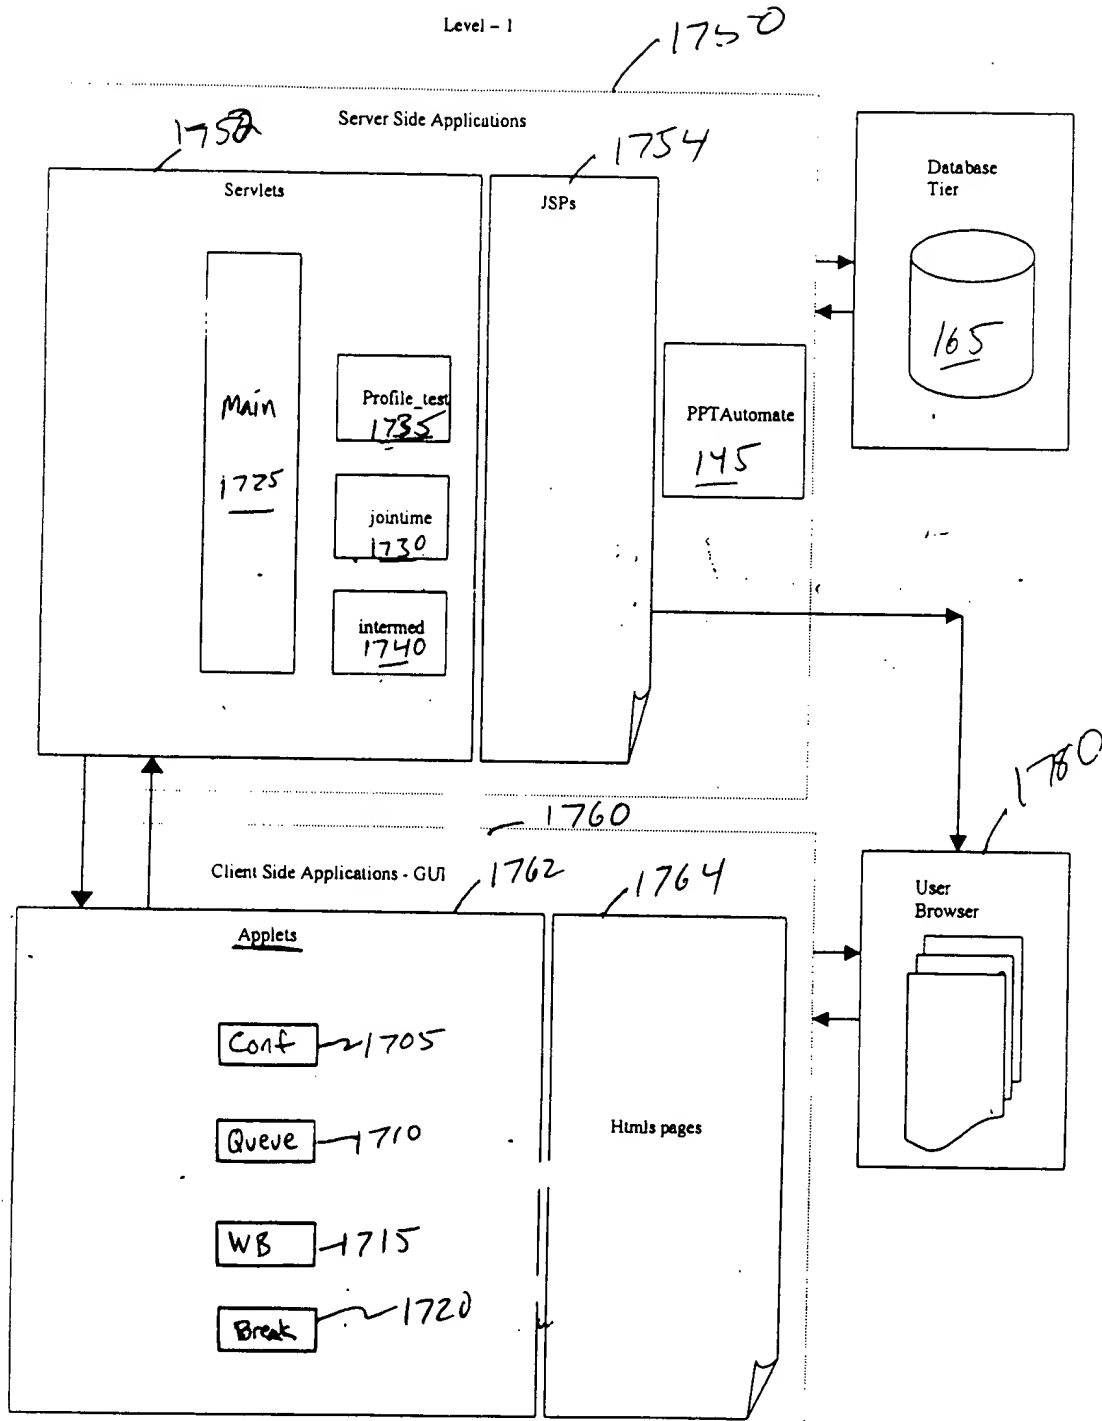 Level - 1
1750
Server Side Applications
1752
1754
Servlets
JSPs
Database
Tier
165
Main
1725
Profile_test
1735
jointime
1730
intermed
1740
PPTAutomate
145
1780
1760
Client Side Applications - GUI
1762
1764
User
Browser
Applets
Conf
1705
Queue
1710
Htmls pages
WB
1715
Break
1720